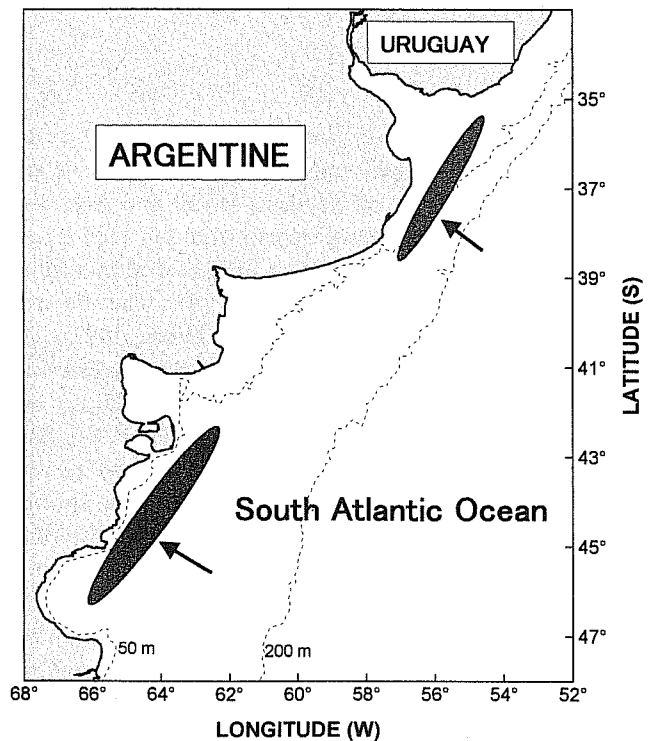 URUGUAY
ARGENTINE
South Atlantic Ocean
50 m
200 m
35°
37°
39°
41°
43°
45°
47°
LATITUDE (S)
68°
66°
64°
62°
60°
58°
56°
54°
52°
LONGITUDE (W)